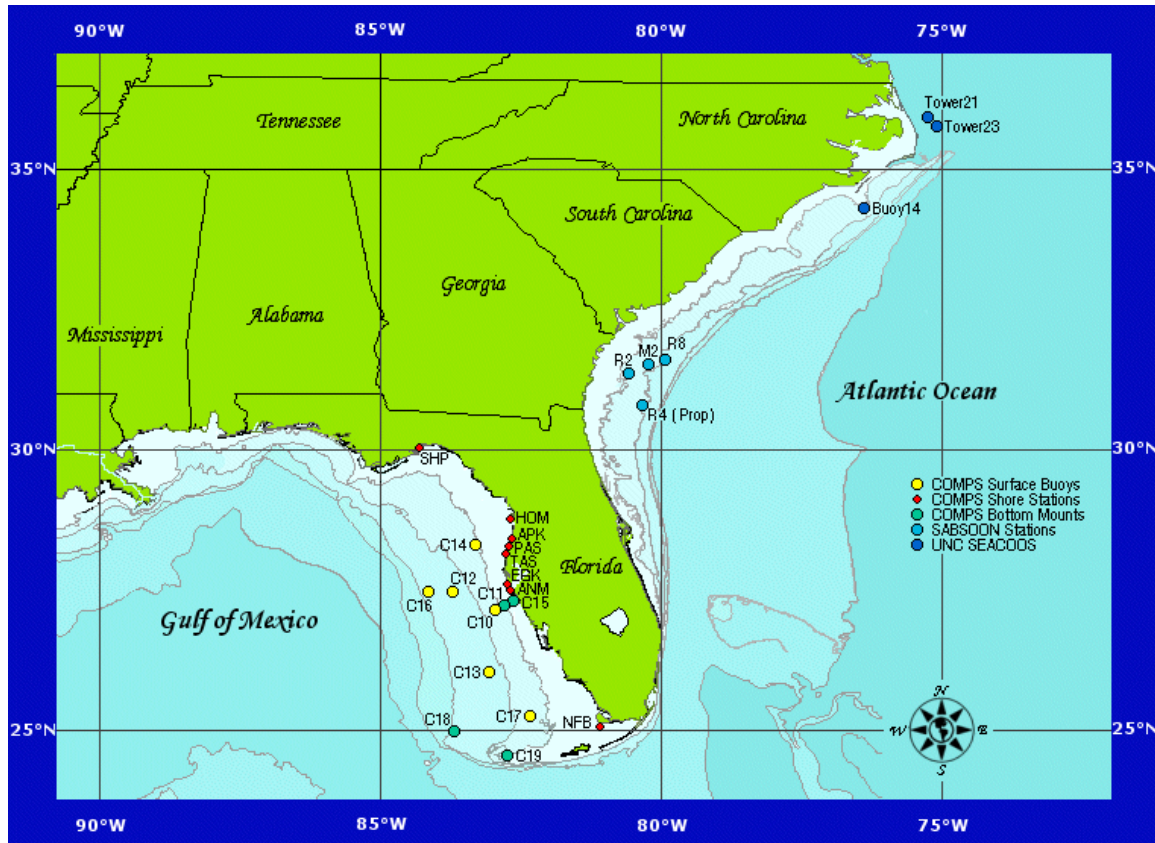 90°W 85°W 80°W 75°W
Tower21
Tower23
Tennessee
North Carolina
35°N 35°N
Buoy14
South Carolina
Georgia
Alabama
Mississippi
R2 M2 R8
R4 ( Prop)
Atlantic Ocean
30°N 30°N
SHP
COMPS Surface Buoys
COMPS Shore Stations
COMPS Bottom Mounts
SABSOON Stations
UNC SEACOOS
HOM
APK
PAS
TAS
C14
EGK
ANM
Florida
C12
C11
C15
C16
C10
Gulf of Mexico
C13
C17
C18
NFB
25°N 25°N
C19
N
W E
S
90°W 85°W 80°W 75°W